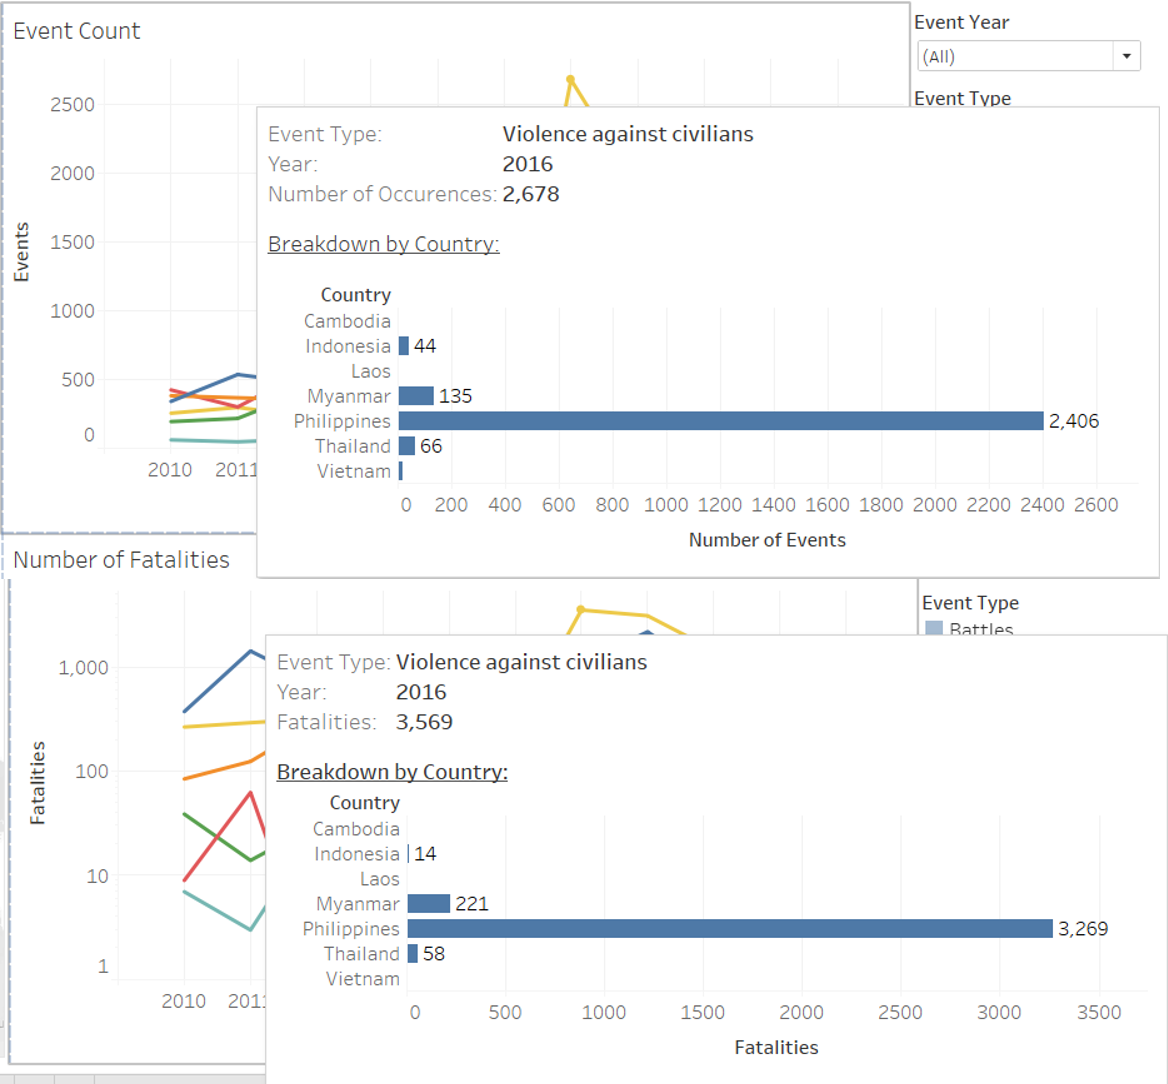 Event Count
Event Year
(All)
Event Type
2500
2000
1500
1000
500
0
Events
2010 2011
Event Type: Violence against civilians
Year: 2016
Number of Occurences: 2,678
Breakdown by Country:
Country
Cambodia
Indonesia 44
Laos
Myanmar 135
Philippines 2,406
Thailand 66
Vietnam
0 200 400 600 800 1000 1200 1400 1600 1800 2000 2200 2400 2600
Number of Events
Number of Fatalities
Event Type
Battles
1,000
100
10
1
Fatalities
2010 2011
Event Type: Violence against civilians
Year: 2016
Fatalities: 3,569
Breakdown by Country:
Country
Cambodia
Indonesia 14
Laos
Myanmar 221
Philippines 3,269
Thailand 58
Vietnam
0 500 1000 1500 2000 2500 3000 3500
Fatalities